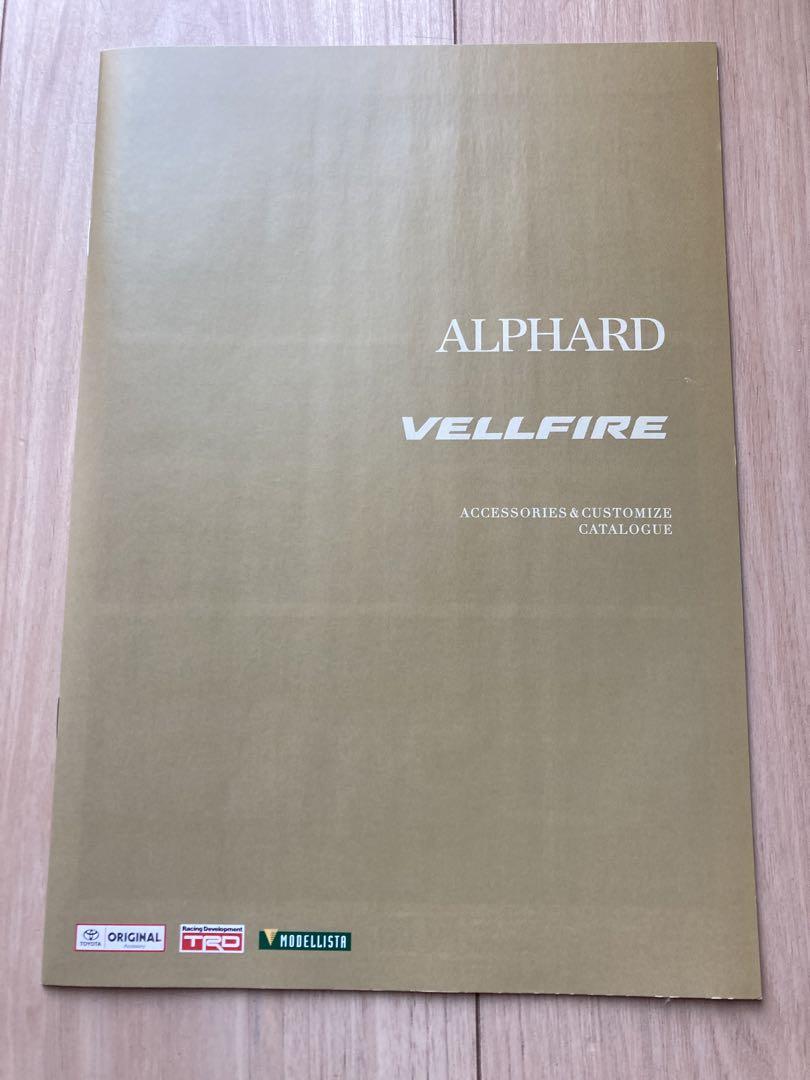 ALPHARD
VELLFIRE
ACCESSORIES & CUSTOMIZE
CATALOGUE
TOYOTA
ORIGINAL
Accessory
Racing Development
TRD
MODELLISTA